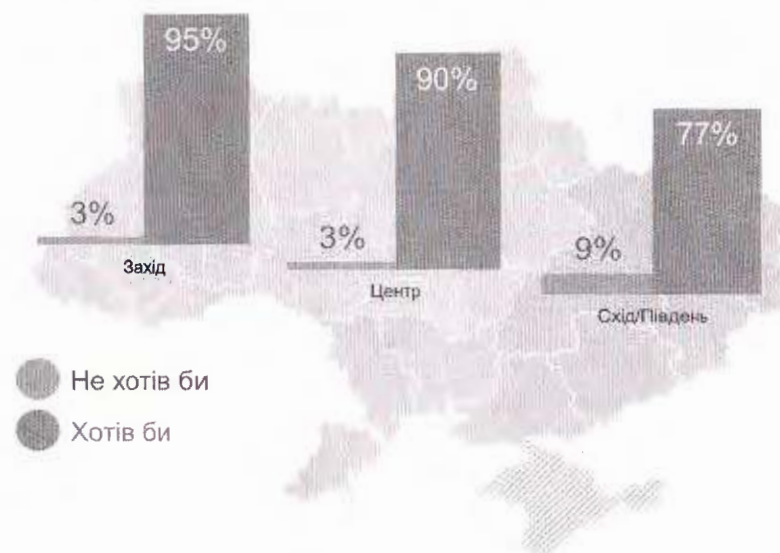 95%
90%
77%
3%
3%
9%
Захід
Центр
Схід/Південь
Не хотів би
Хотів би